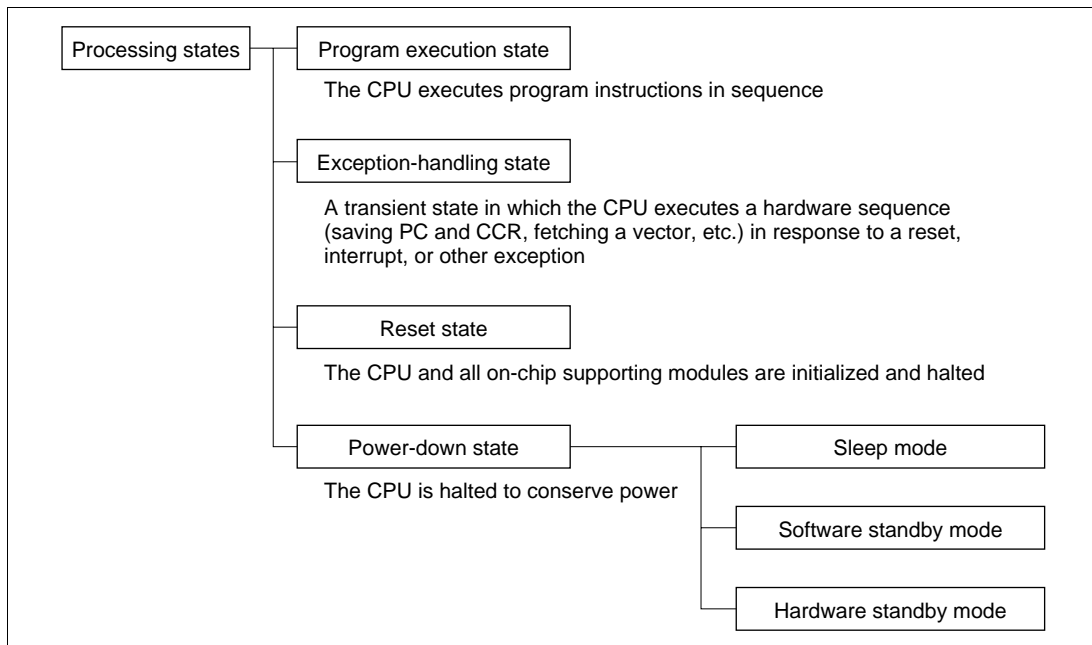 Processing states
Program execution state
The CPU executes program instructions in sequence
Exception-handling state
A transient state in which the CPU executes a hardware sequence
(saving PC and CCR, fetching a vector, etc.) in response to a reset,
interrupt, or other exception
Reset state
The CPU and all on-chip supporting modules are initialized and halted
Power-down state
Sleep mode
The CPU is halted to conserve power
Software standby mode
Hardware standby mode